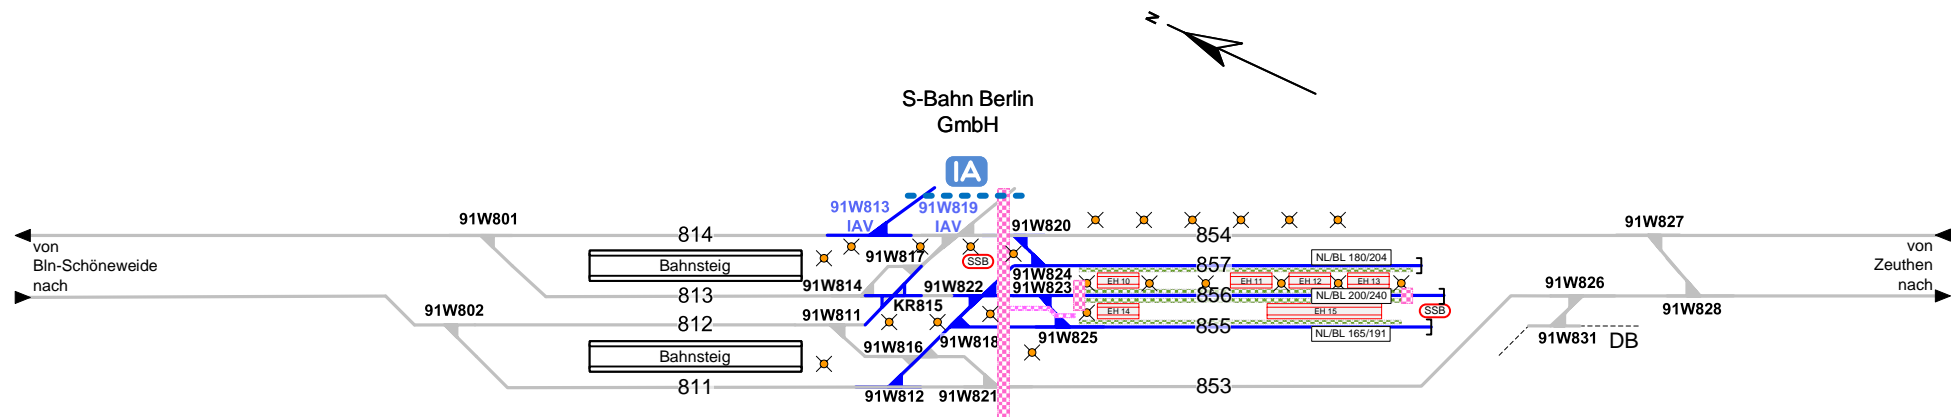 N
S-Bahn Berlin
GmbH
IA
91W801
91W813
IAV
91W819
IAV
91W820
91W827
von
Bln-Schöneweide
nach
814
854
von
Zeuthen
nach
Bahnsteig
91W817
SSB
NL/BL 180/204
857
91W824
EH 10
EH 11
EH 12
EH 13
91W814
91W822
91W823
91W826
813
KR815
856
NL/BL 200/240
91W802
91W811
EH 14
EH 15
SSB
91W828
812
855
91W816
91W818
91W825
NL/BL 165/191
91W831
DB
Bahnsteig
811
91W812
91W821
853